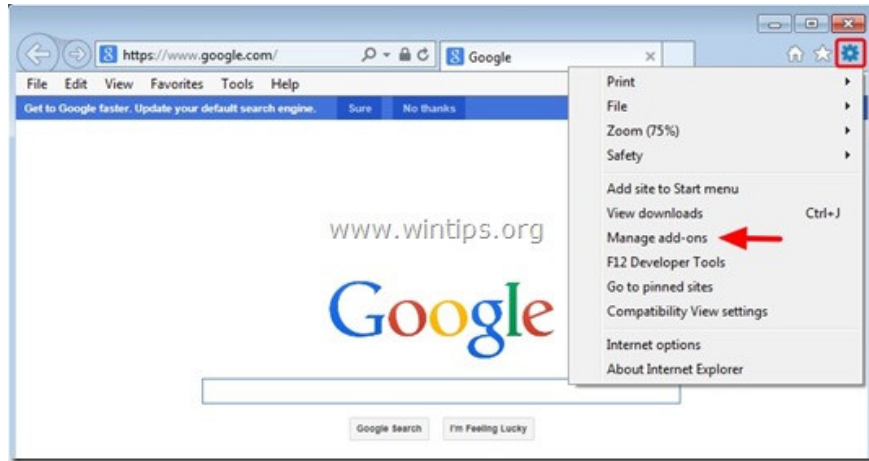 https://www.google.com/
Google
File Edit View Favorites Tools Help
Get to Google faster. Update your default search engine. Sure No thanks
Print
File
Zoom (75%)
Safety
Add site to Start menu
View downloads Ctrl+J
Manage add-ons
F12 Developer Tools
Go to pinned sites
Compatibility View settings
Internet options
About Internet Explorer
www.wintips.org
Google
Google Search I'm Feeling Lucky